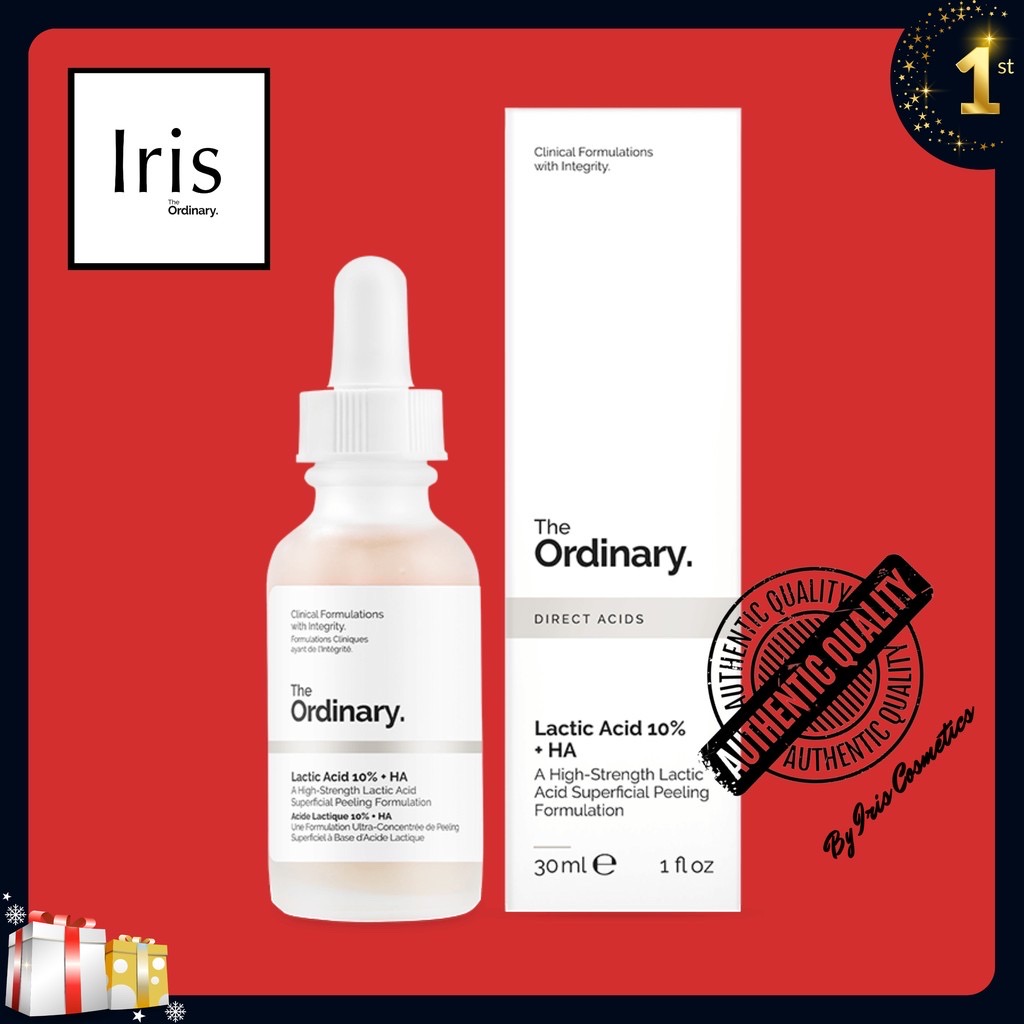 Iris
The
Ordinary.
1st
Clinical Formulations
with Integrity.
The
Ordinary.
DIRECT ACIDS
Lactic Acid 10%
+ HA
A High-Strength Lactic
Acid Superficial Peeling
Formulation
30 ml ℮ 1 fl oz
Clinical Formulations
with Integrity.
Formulations Cliniques
ayant de l'Intégrité.
The
Ordinary.
Lactic Acid 10% + HA
A High-Strength Lactic Acid
Superficial Peeling Formulation
Acide Lactique 10% + HA
Une Formulation Ultra-Concentrée de Peeling
Superficiel à Base d'Acide Lactique
AUTHENTIC QUALITY
AUTHENTIC QUALITY
AUTHENTIC QUALITY
By Iris Cosmetics